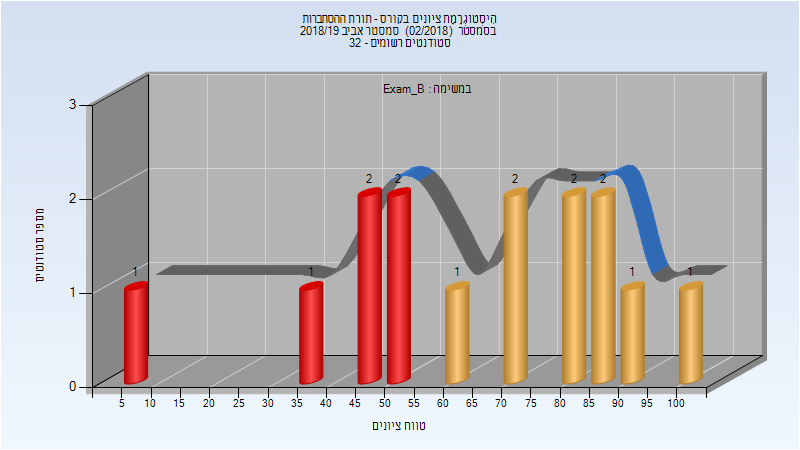 היסטוגרמת ציונים בקורס - תורת ההסתברות
בסמסטר (02/2018) סמסטר אביב 2018/19
סטודנטים רשומים - 32
במשימה : Exam_B
מספר סטודנטים
3
2
1
0
1
1
2
2
1
2
2
2
1
1
5 10 15 20 25 30 35 40 45 50 55 60 65 70 75 80 85 90 95 100
טווח ציונים